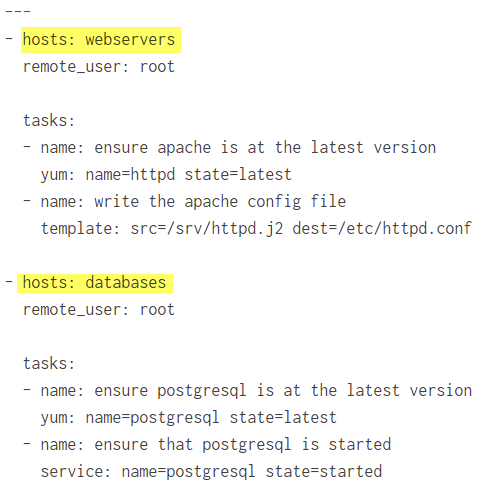 ---
- hosts: webservers
  remote_user: root

  tasks:
  - name: ensure apache is at the latest version
    yum: name=httpd state=latest
  - name: write the apache config file
    template: src=/srv/httpd.j2 dest=/etc/httpd.conf

- hosts: databases
  remote_user: root

  tasks:
  - name: ensure postgresql is at the latest version
    yum: name=postgresql state=latest
  - name: ensure that postgresql is started
    service: name=postgresql state=started